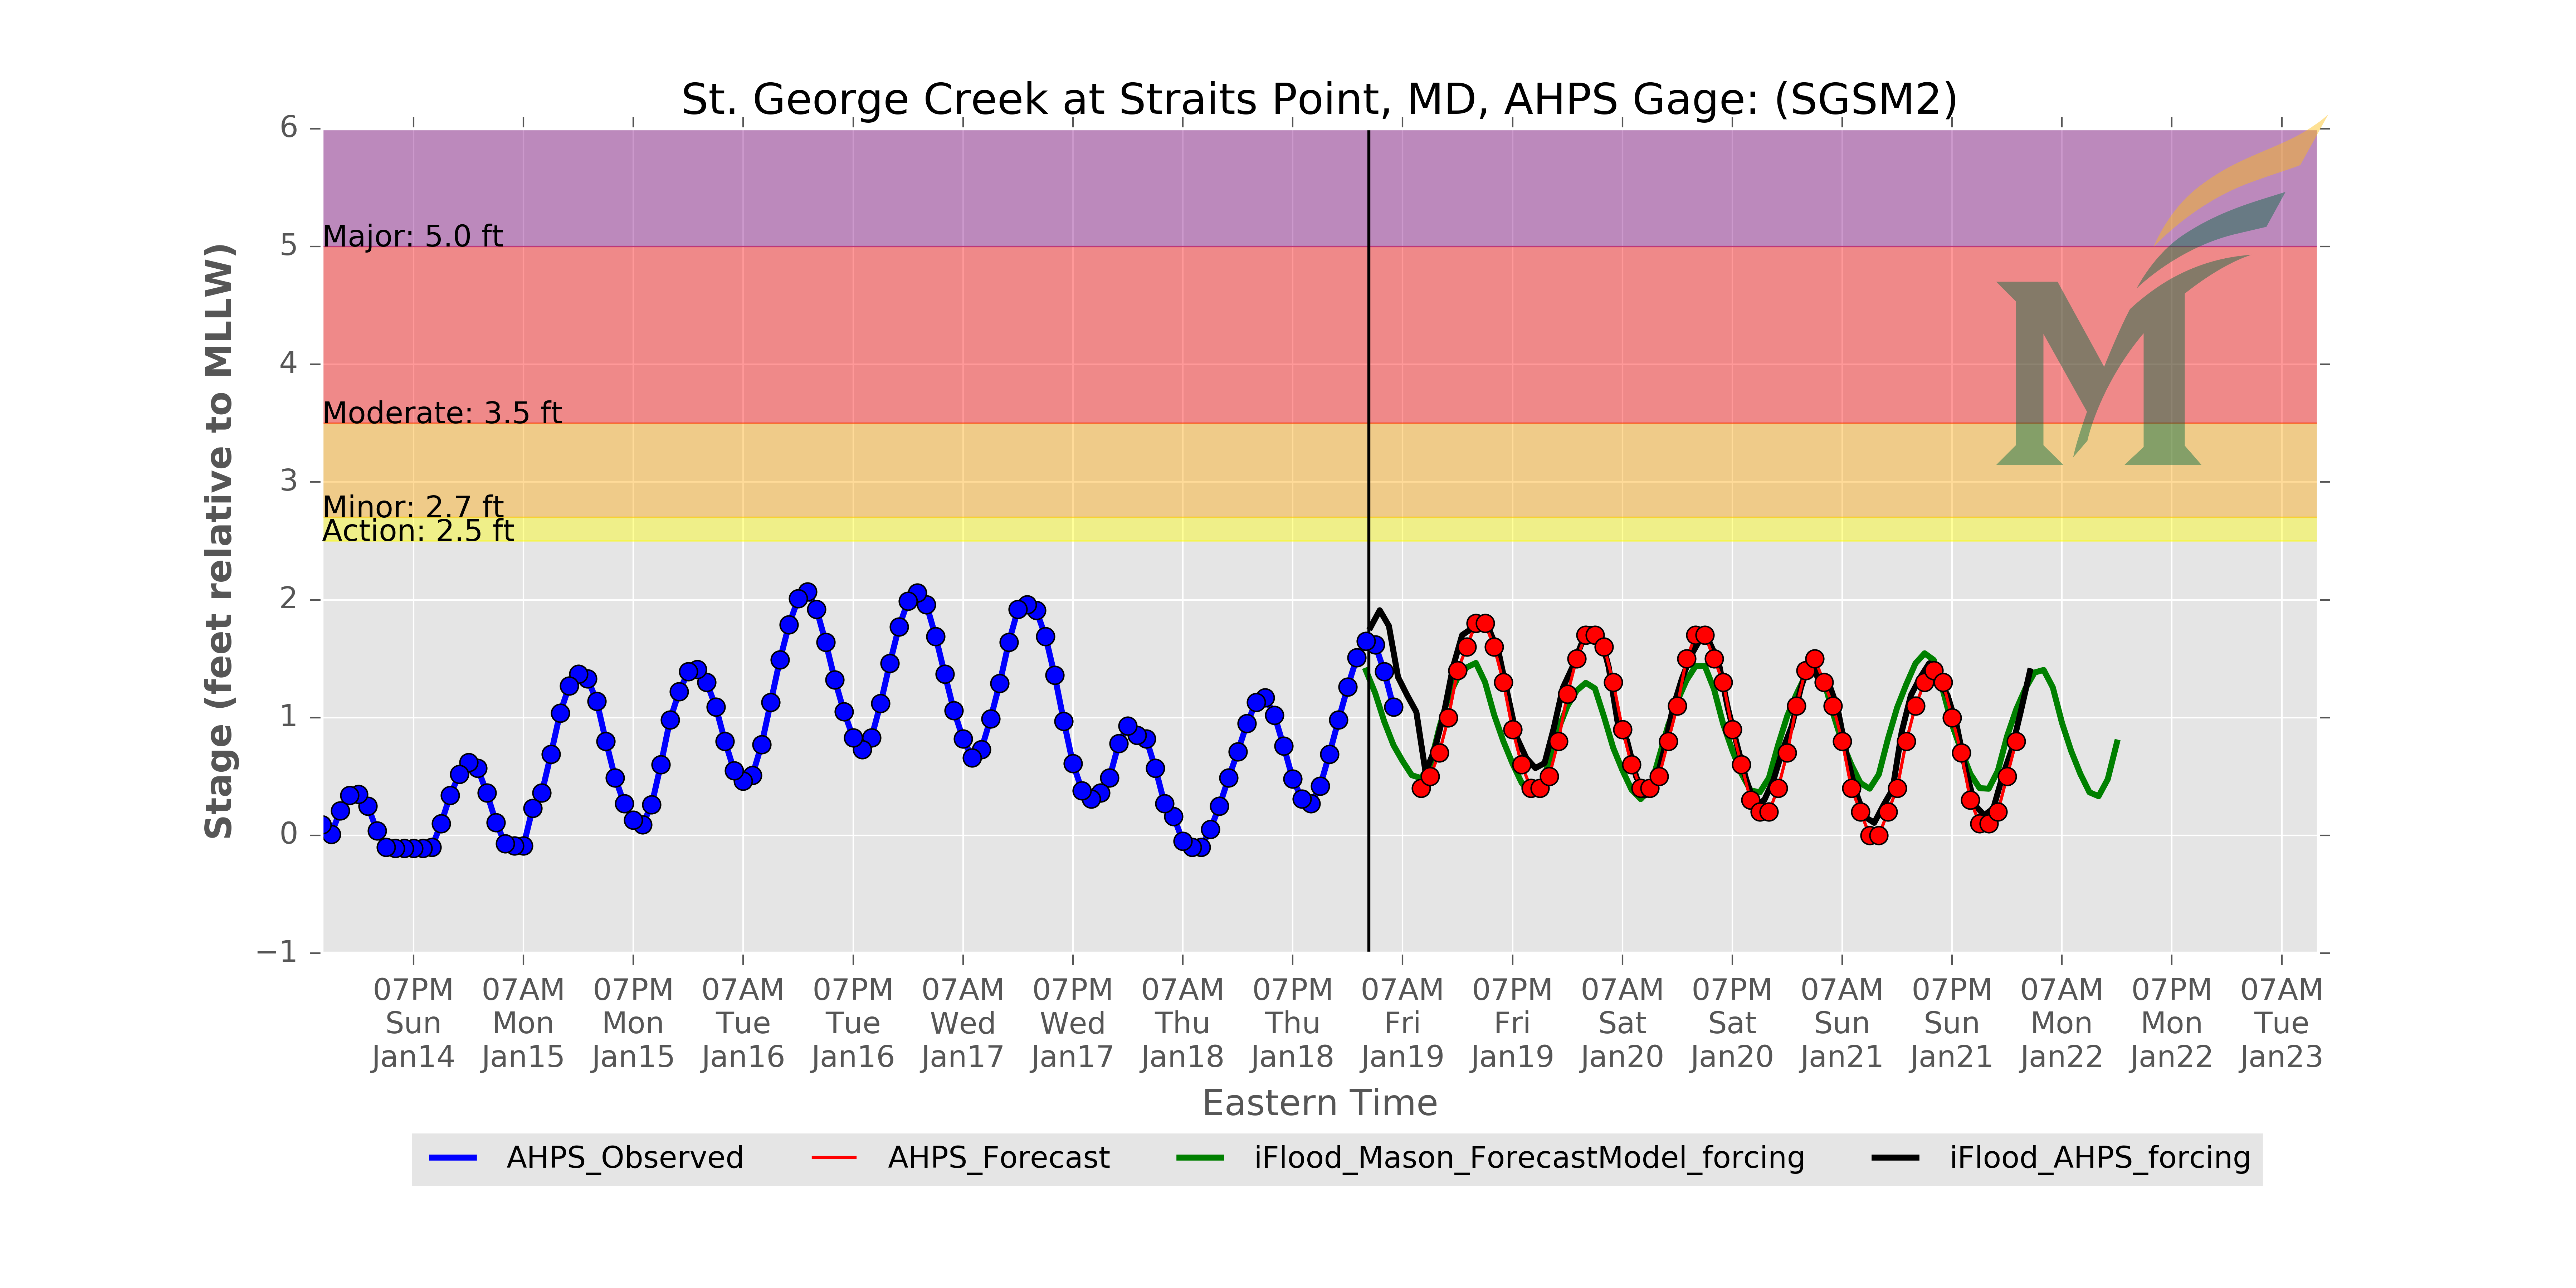 St. George Creek at Straits Point, MD, AHPS Gage: (SGSM2)
Stage (feet relative to MLLW)
6
5
4
3
2
1
0
−1
Major: 5.0 ft
Moderate: 3.5 ft
Minor: 2.7 ft
Action: 2.5 ft
M
07PM 07AM 07PM 07AM 07PM 07AM 07PM 07AM 07PM 07AM 07PM 07AM 07PM 07AM 07PM 07AM 07PM 07AM
Sun Mon Mon Tue Tue Wed Wed Thu Thu Fri Fri Sat Sat Sun Sun Mon Mon Tue
Jan14 Jan15 Jan15 Jan16 Jan16 Jan17 Jan17 Jan18 Jan18 Jan19 Jan19 Jan20 Jan20 Jan21 Jan21 Jan22 Jan22 Jan23
Eastern Time
AHPS_Observed AHPS_Forecast iFlood_Mason_ForecastModel_forcing iFlood_AHPS_forcing